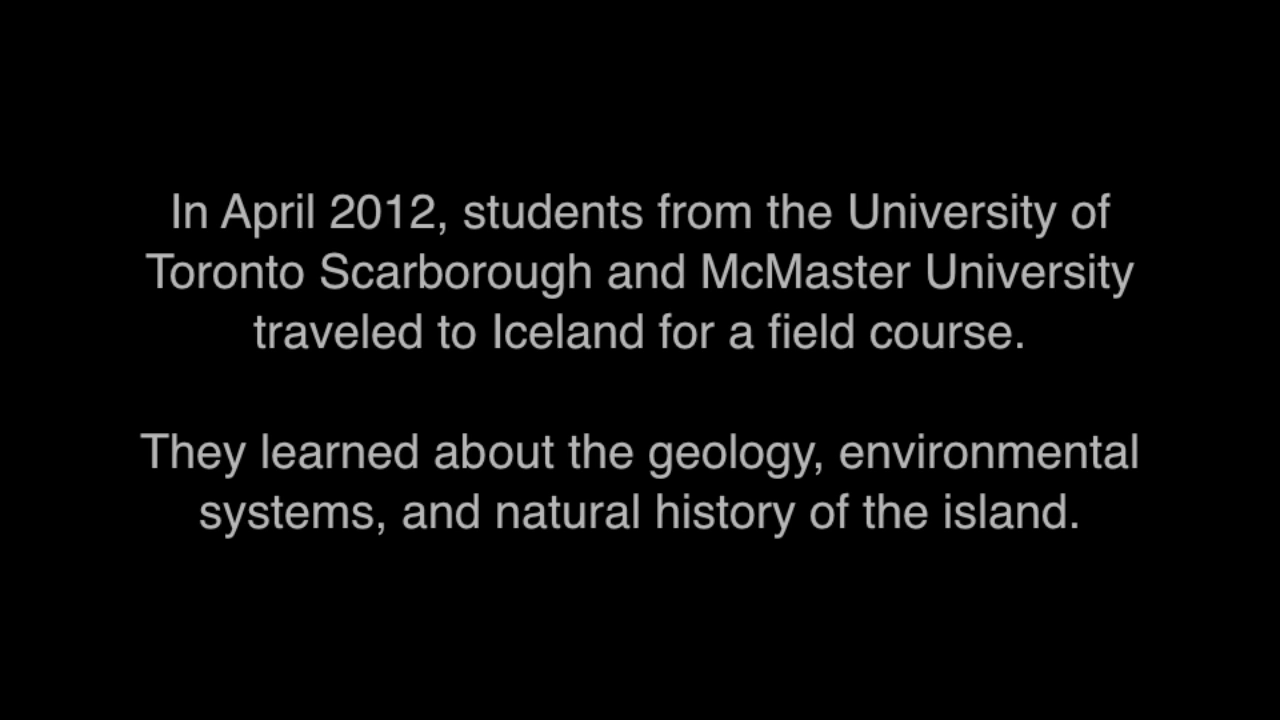 In April 2012, students from the University of
Toronto Scarborough and McMaster University
traveled to Iceland for a field course.
They learned about the geology, environmental
systems, and natural history of the island.